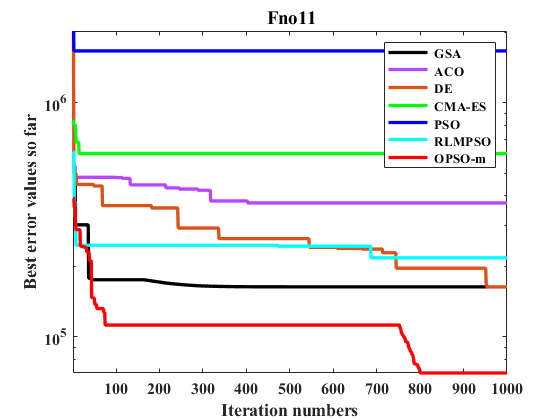 Fno11
GSA
ACO
DE
CMA-ES
PSO
RLMPSO
OPSO-m
Best error values so far
10^6
10^5
100 200 300 400 500 600 700 800 900 1000
Iteration numbers